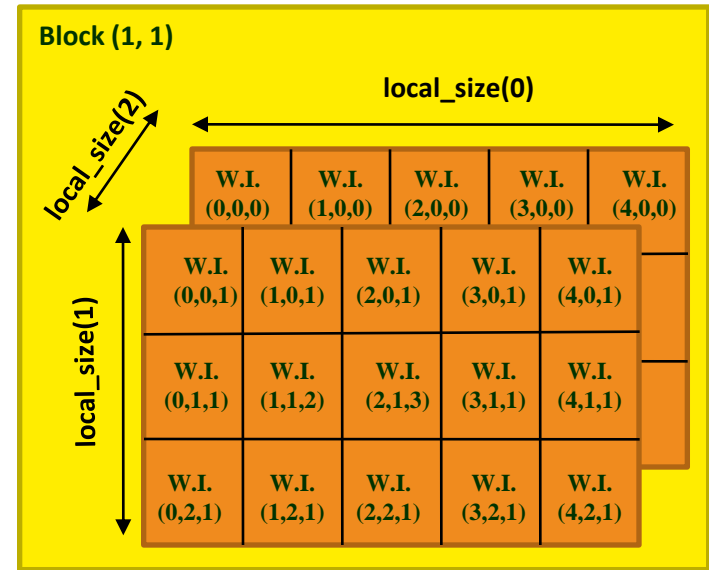 Block (1, 1)
local_size(0)
local_size(2)
W.I. W.I. W.I. W.I. W.I.
(0,0,0) (1,0,0) (2,0,0) (3,0,0) (4,0,0)
local_size(1)
W.I. W.I. W.I. W.I. W.I.
(0,0,1) (1,0,1) (2,0,1) (3,0,1) (4,0,1)
W.I. W.I. W.I. W.I. W.I.
(0,1,1) (1,1,2) (2,1,3) (3,1,1) (4,1,1)
W.I. W.I. W.I. W.I. W.I.
(0,2,1) (1,2,1) (2,2,1) (3,2,1) (4,2,1)